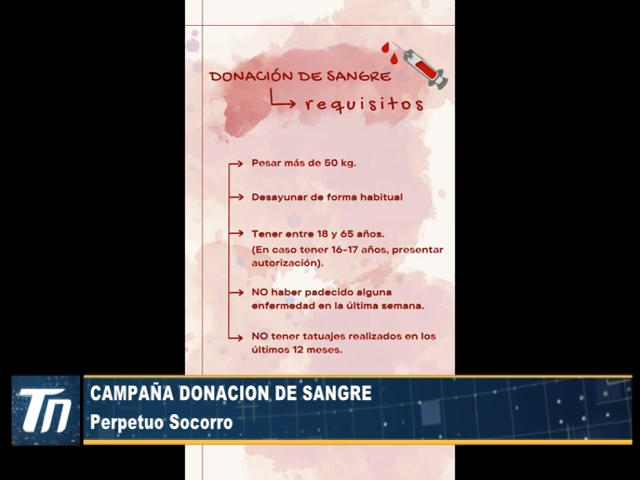 DONACIÓN DE SANGRE
requisitos
Pesar más de 50 kg.
Desayunar de forma habitual
Tener entre 18 y 65 años.
(En caso tener 16-17 años, presentar
autorización).
NO haber padecido alguna
enfermedad en la última semana.
NO tener tatuajes realizados en los
últimos 12 meses.
Tn
CAMPAÑA DONACION DE SANGRE
Perpetuo Socorro